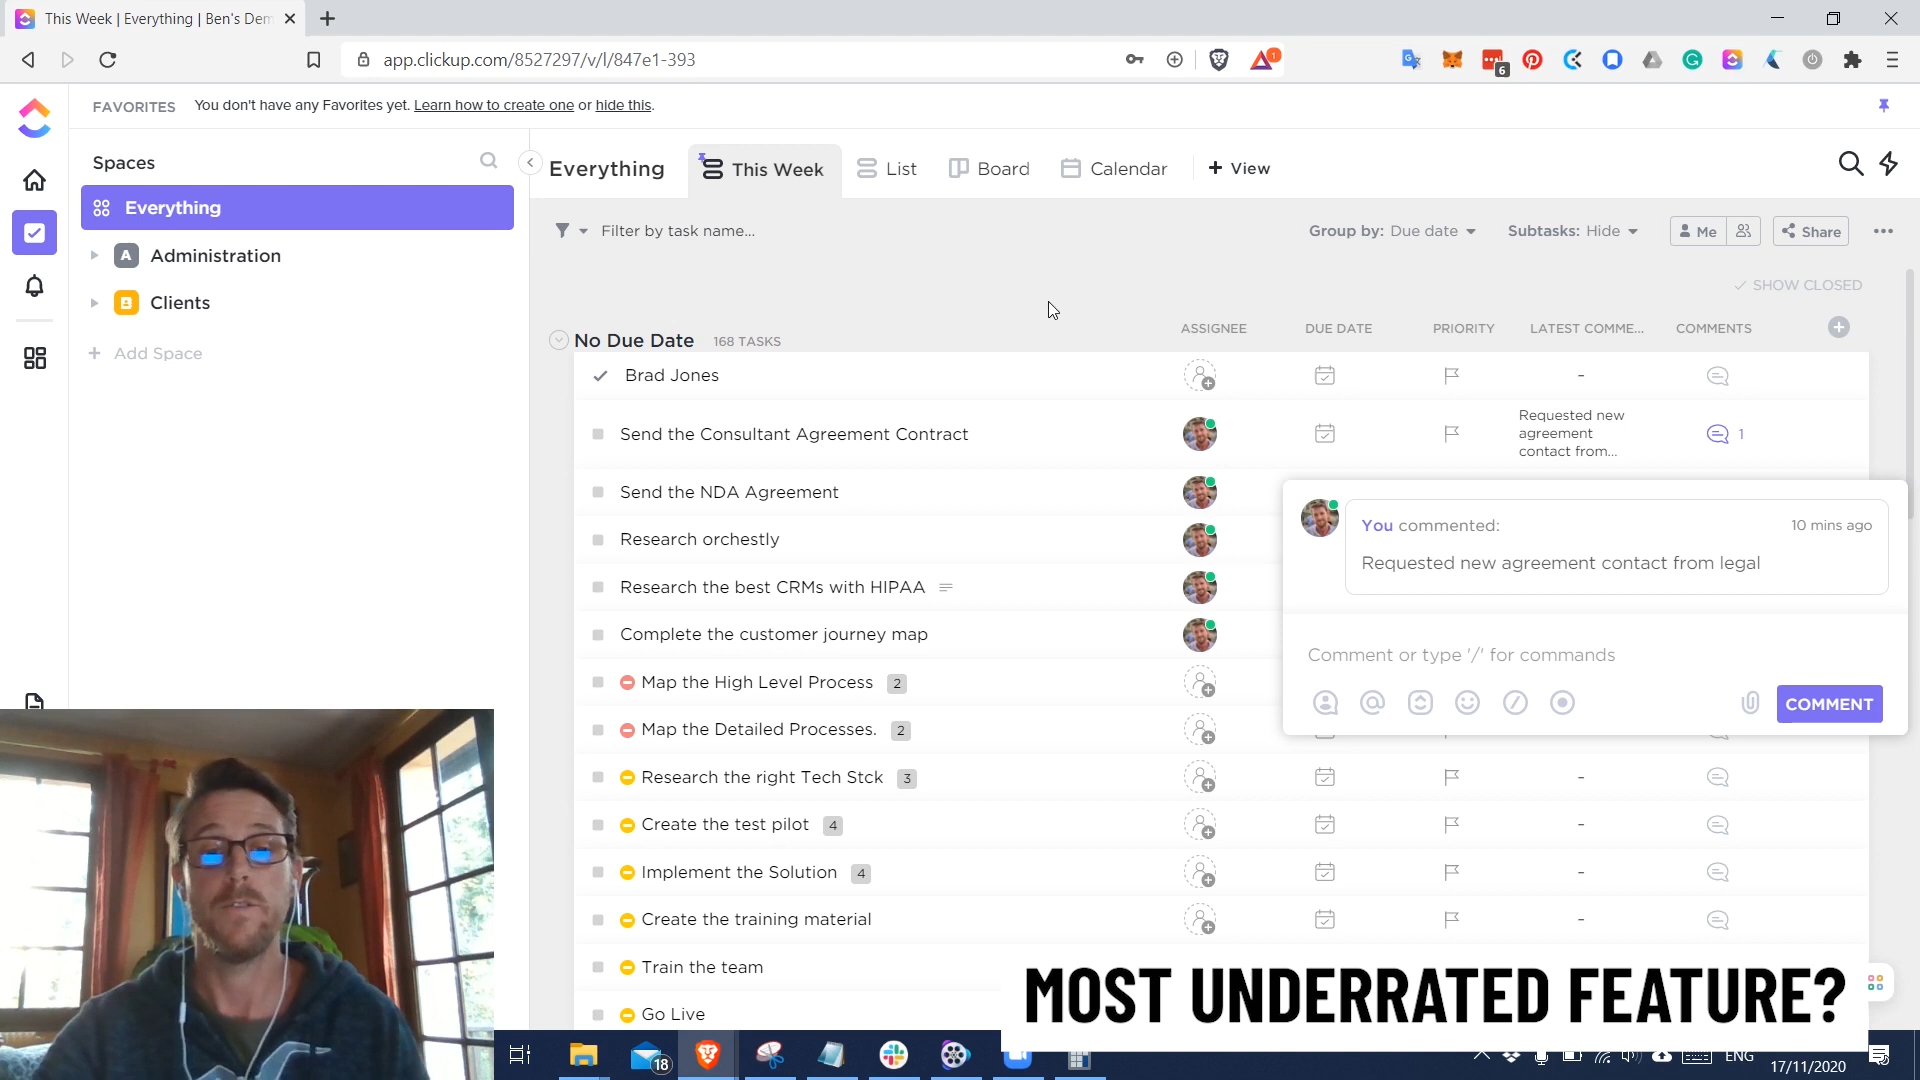 This Week | Everything | Ben's Dem
app.clickup.com/8527297/v/l/847e1-393
1
6
FAVORITES You don't have any Favorites yet. Learn how to create one or hide this.
Spaces
Everything
A Administration
Clients
+ Add Space
Everything
This Week
List
Board
Calendar
+ View
Filter by task name...
Group by: Due date
Subtasks: Hide
Me
Share
SHOW CLOSED
No Due Date 168 TASKS
ASSIGNEE DUE DATE PRIORITY LATEST COMME... COMMENTS
Brad Jones -
Send the Consultant Agreement Contract
Requested new
agreement
contact from...
1
Send the NDA Agreement
Research orchestly
Research the best CRMs with HIPAA
Complete the customer journey map
Map the High Level Process 2
Map the Detailed Processes. 2
Research the right Tech Stck 3 -
Create the test pilot 4 -
Implement the Solution 4 -
Create the training material -
Train the team
Go Live
You commented: 10 mins ago
Requested new agreement contact from legal
Comment or type '/' for commands
COMMENT
MOST UNDERRATED FEATURE?
18
ENG
17/11/2020